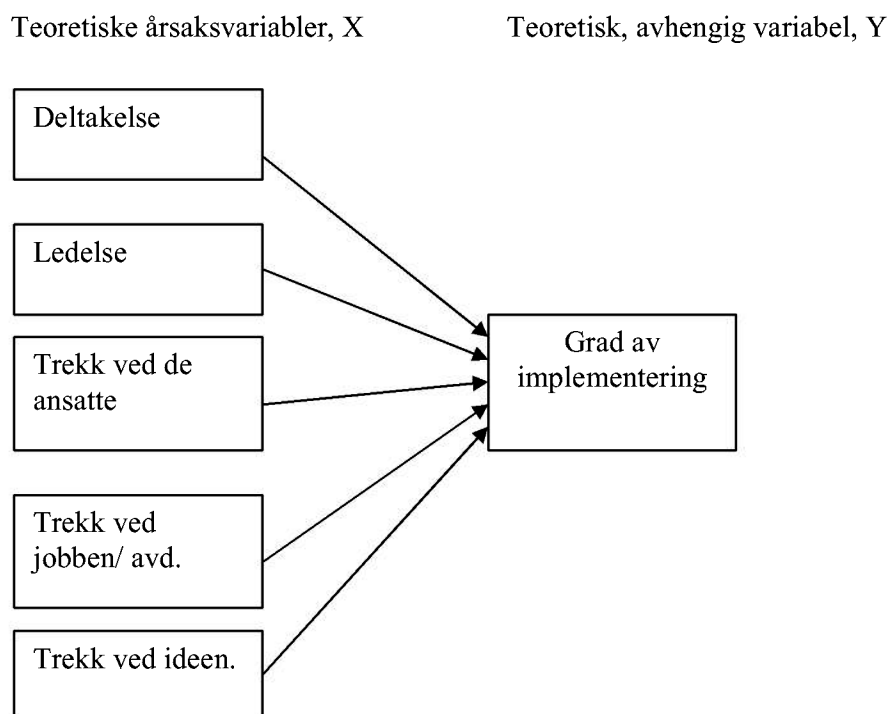 Teoretiske årsaksvariabler, X
Teoretisk, avhengig variabel, Y
Deltakelse
Ledelse
Trekk ved de
ansatte
Trekk ved
jobben/ avd.
Trekk ved ideen.
Grad av
implementering